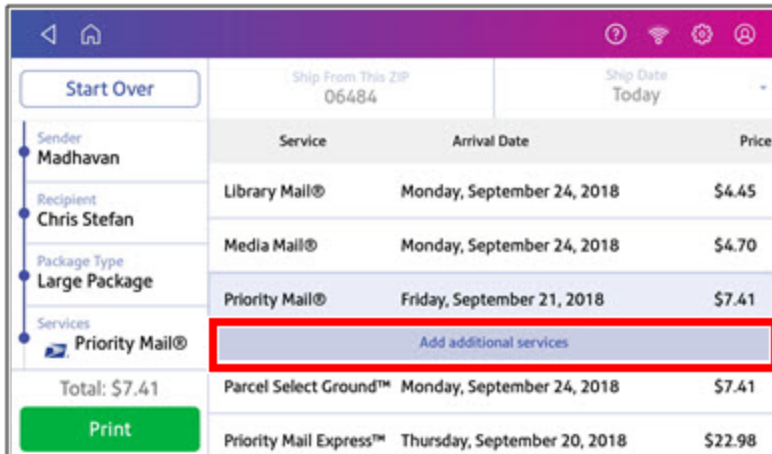 Start Over
Ship From This ZIP
06484
Ship Date
Today
Sender
Madhavan
Recipient
Chris Stefan
Package Type
Large Package
Services
Priority Mail®
Total: $7.41
Print
Service Arrival Date Price
Library Mail® Monday, September 24, 2018 $4.45
Media Mail® Monday, September 24, 2018 $4.70
Priority Mail® Friday, September 21, 2018 $7.41
Add additional services
Parcel Select Ground™ Monday, September 24, 2018 $7.41
Priority Mail Express™ Thursday, September 20, 2018 $22.98